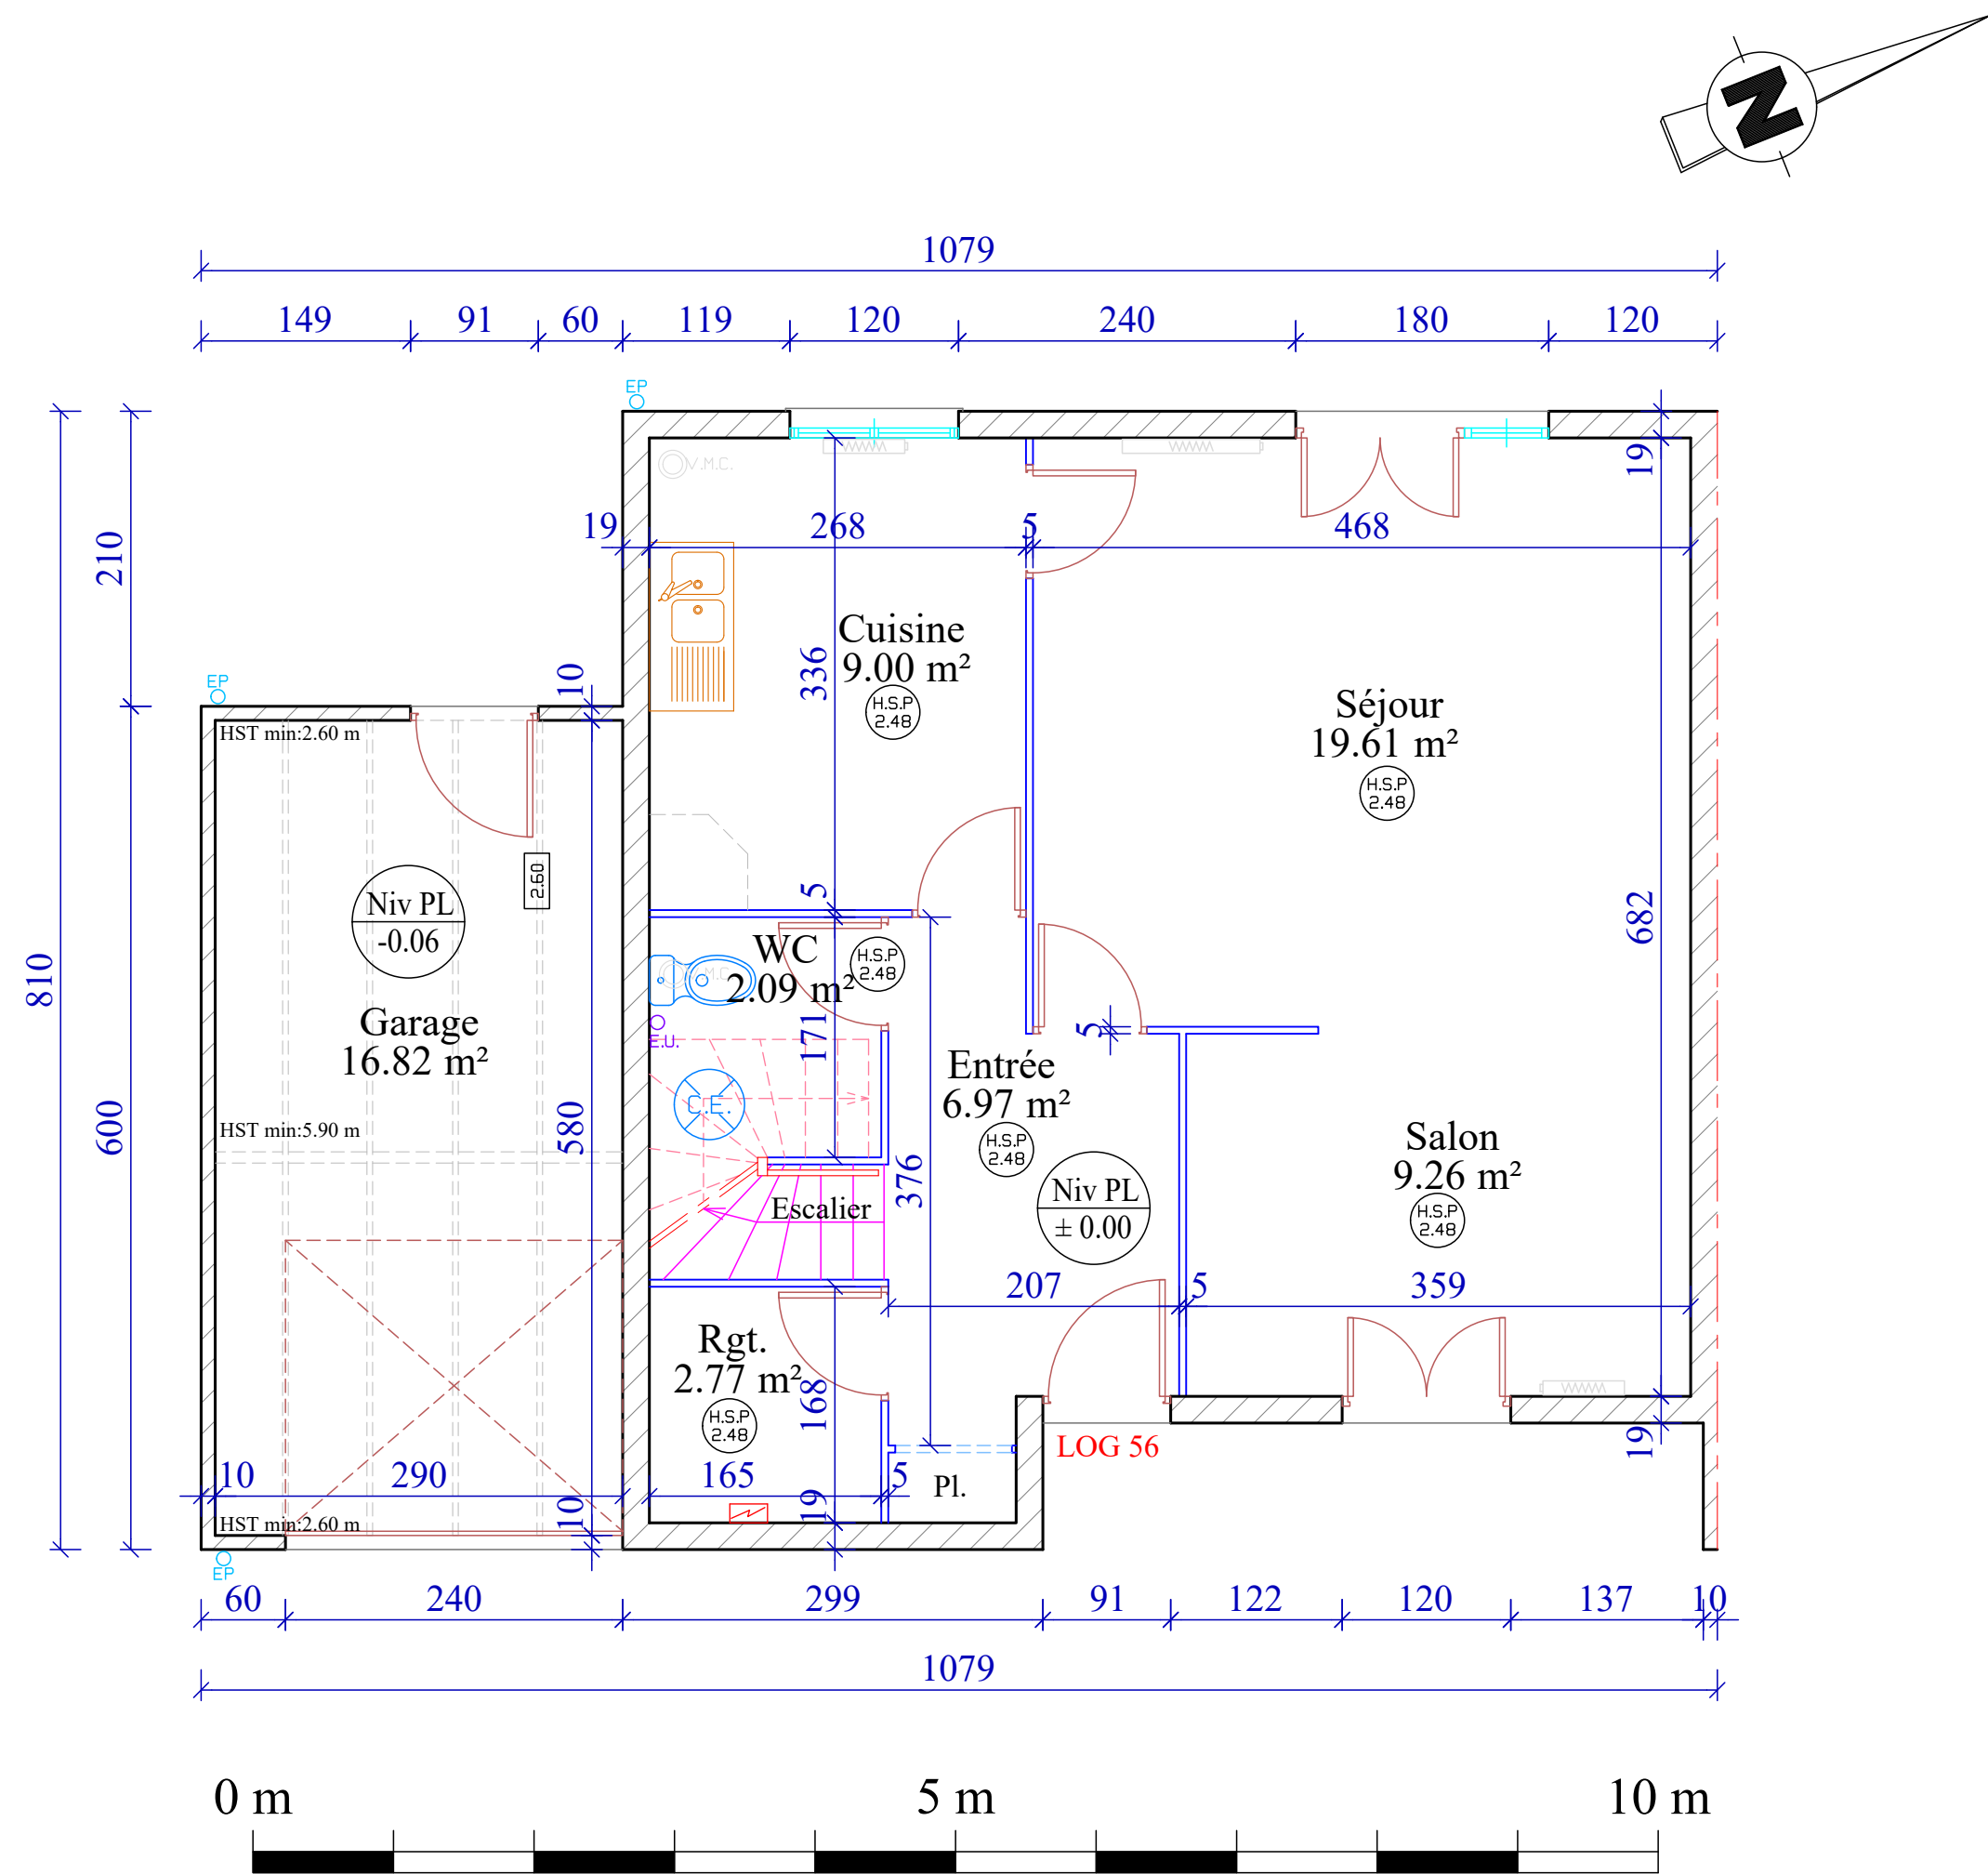 N
1079
149 91 60 119 120 240 180 120
EP
V.M.C.
19
19 268 5 468
210
Cuisine
9.00 m²
H.S.P
2.48
336
10
EP
HST min:2.60 m
Séjour
19.61 m²
H.S.P
2.48
2.60
5
Niv PL
-0.06
682
WC
2.09 m²
H.S.P
2.48
V.M.C.
810
Garage
16.82 m²
171
E.U.
5
Entrée
6.97 m²
H.S.P
2.48
C.E.
600
HST min:5.90 m
580
376
Salon
9.26 m²
H.S.P
2.48
Niv PL
± 0.00
Escalier
207 5 359
Rgt.
2.77 m²
H.S.P
2.48
168
LOG 56
19
10 290 165 5
Pl.
19
10
HST min:2.60 m
EP
60 240 299 91 122 120 137 10
1079
0 m 5 m 10 m